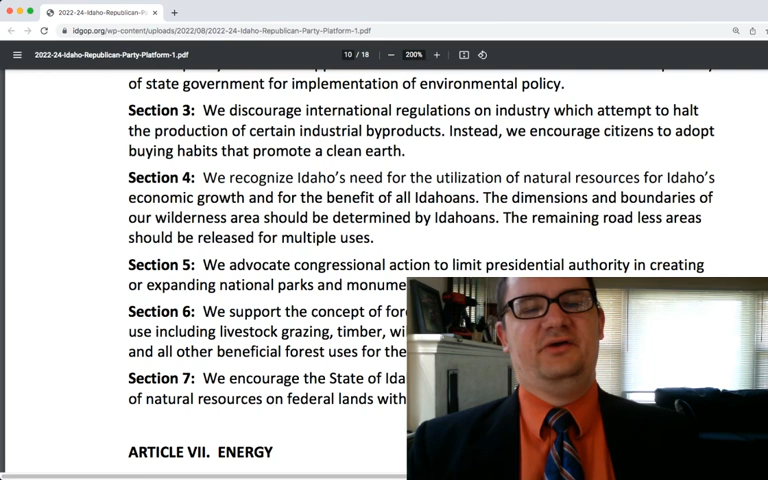 2022-24-Idaho-Republican-Party-P
idgop.org/wp-content/uploads/2022/08/2022-24-Idaho-Republican-Party-Platform-1.pdf
2022-24-Idaho-Republican-Party-Platform-1.pdf
10 / 18
200%
of state government for implementation of environmental policy.
Section 3: We discourage international regulations on industry which attempt to halt
the production of certain industrial byproducts. Instead, we encourage citizens to adopt
buying habits that promote a clean earth.
Section 4: We recognize Idaho's need for the utilization of natural resources for Idaho's
economic growth and for the benefit of all Idahoans. The dimensions and boundaries of
our wilderness area should be determined by Idahoans. The remaining road less areas
should be released for multiple uses.
Section 5: We advocate congressional action to limit presidential authority in creating
or expanding national parks and monume
Section 6: We support the concept of for
use including livestock grazing, timber, wi
and all other beneficial forest uses for the
Section 7: We encourage the State of Ida
of natural resources on federal lands with
ARTICLE VII. ENERGY